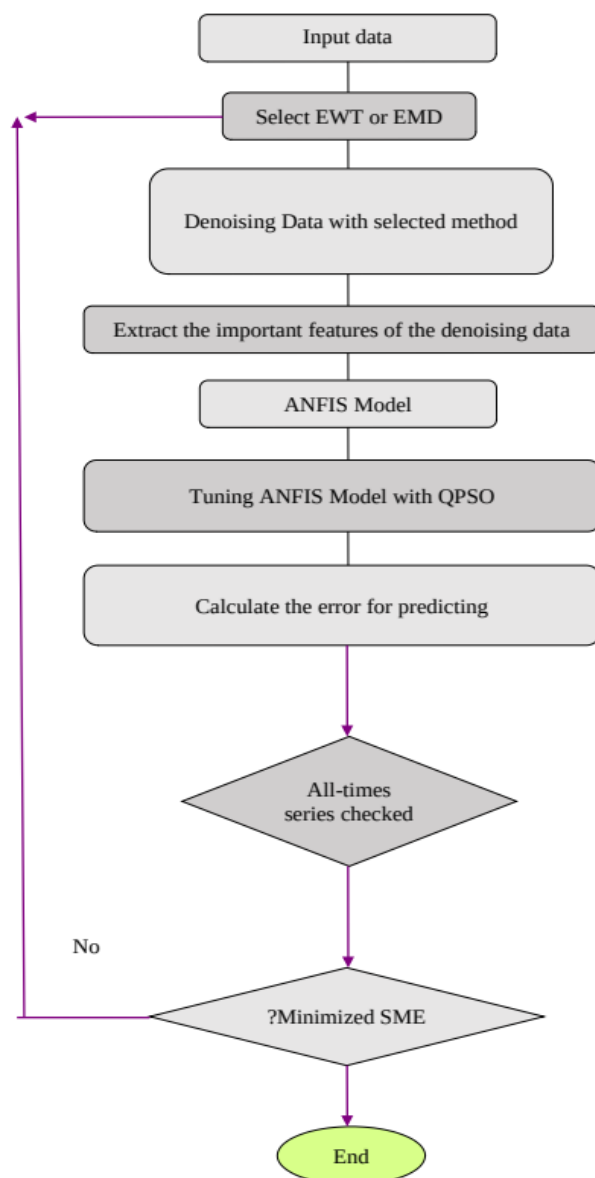 Input data
Select EWT or EMD
Denoising Data with selected method
Extract the important features of the denoising data
ANFIS Model
Tuning ANFIS Model with QPSO
Calculate the error for predicting
All-times
series checked
No
?Minimized SME
End